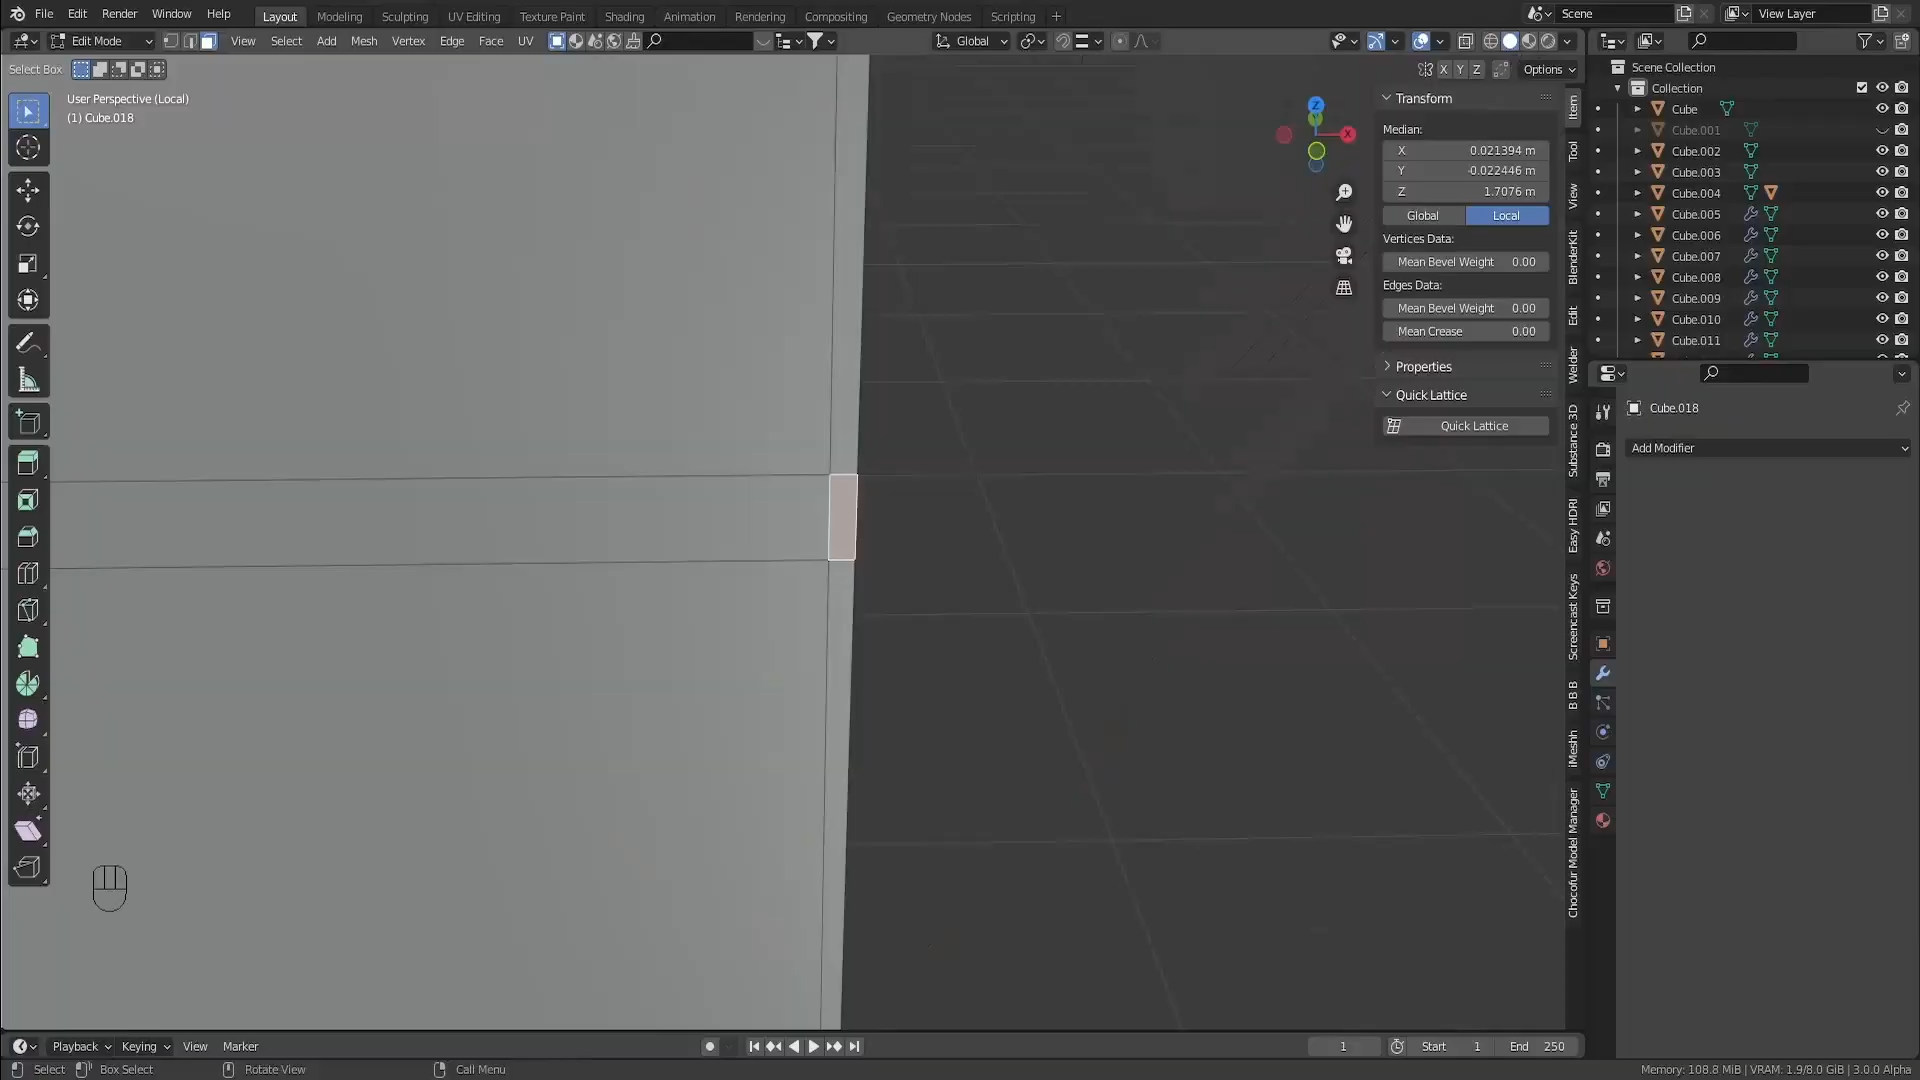 File Edit Render Window Help Layout Modeling Sculpting UV Editing Texture Paint Shading Animation Rendering Compositing Geometry Nodes Scripting + Scene View Layer
Edit Mode View Select Add Mesh Vertex Edge Face UV Global
Select Box X Y Z Options
User Perspective (Local)
(1) Cube.018
Z
X
Transform
Median:
X 0.021394 m
Y -0.022446 m
Z 1.7076 m
Global Local
Vertices Data:
Mean Bevel Weight 0.00
Edges Data:
Mean Bevel Weight 0.00
Mean Crease 0.00
Properties
Quick Lattice
Quick Lattice
Item
Tool
View
BlenderKit
Edit
Welder
Substance 3D
Easy HDRI
Screencast Keys
B B B
iMeshh
Chocofur Model Manager
Scene Collection
Collection
Cube
Cube.001
Cube.002
Cube.003
Cube.004
Cube.005
Cube.006
Cube.007
Cube.008
Cube.009
Cube.010
Cube.011
Cube.018
Add Modifier
Playback Keying View Marker 1 Start 1 End 250
Select Box Select Rotate View Call Menu Memory: 108.8 MiB | VRAM: 1.9/8.0 GiB | 3.0.0 Alpha